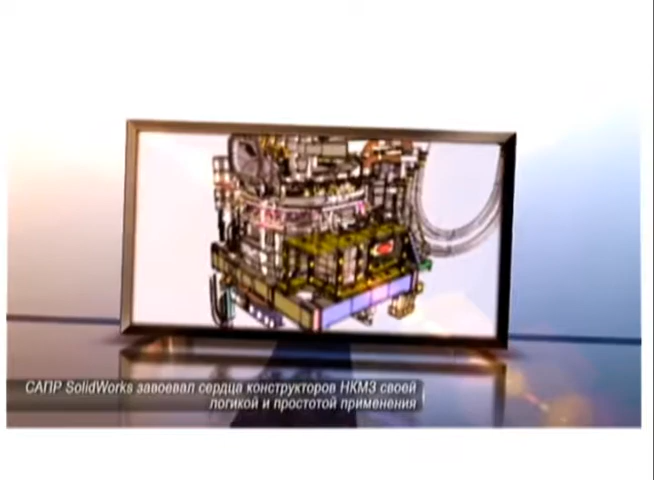 САПР SolidWorks завоевал сердца конструкторов НКМЗ своей
логикой и простотой применения